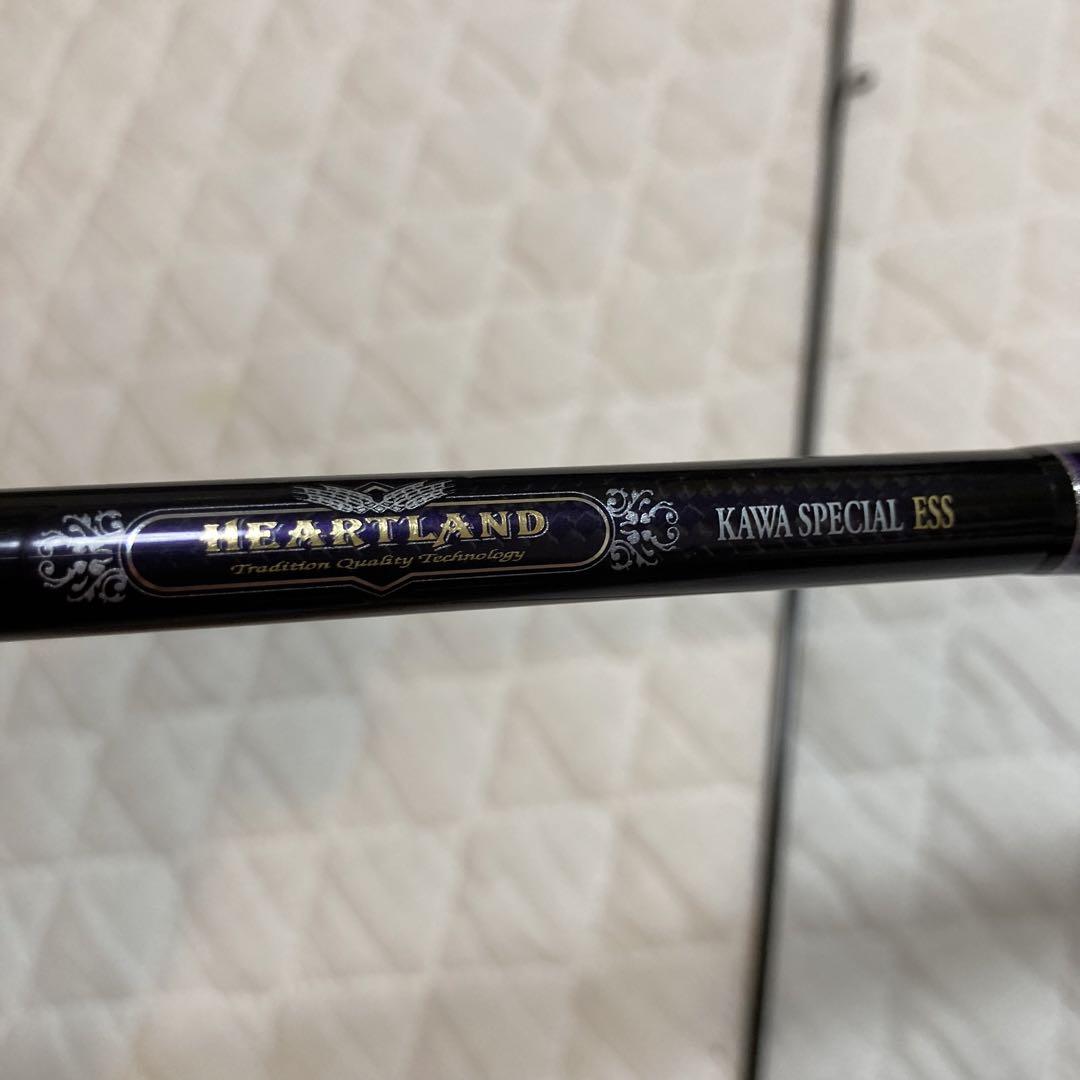 HEARTLAND
Tradition Quality Technology
KAWA SPECIAL ESS